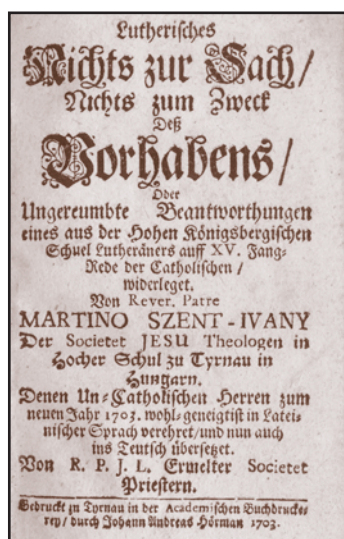 Lutherisches
Nichts zur Sach/
Nichts zum Zweck
Deß
Vorhabens/
Oder
Ungereumbte Beantworthungen
eines aus der Hohen Königsbergischen
Schuel Lutheräners auff XV. Fang-
Rede der Catholischen /
widerleget.
Von Rever. Patre
MARTINO SZENT-IVANY
Der Societet JESU Theologen in
Hocher Schul zu Tyrnau in
Hungarn.
Denen Un-Catholischen Herren zum
neuen Jahr 1703. wohl-geneigtist in Latei-
nischer Sprach verehret/und nun auch
ins Teutsch übersetzet.
Von R. P. J. L. Ermelter Societet
Priestern.
Gedruckt zu Tyrnau in der Academischen Buchdrucke-
rey/durch Johann Andreas Hörman 1703.